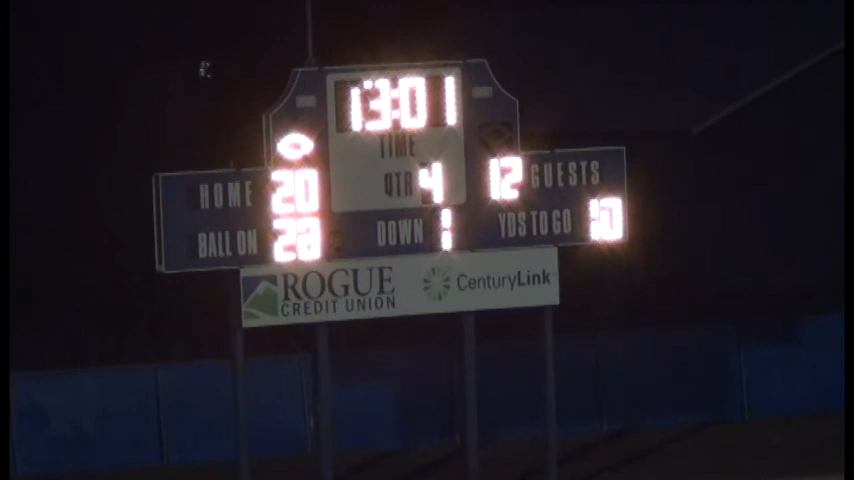 13:01
TIME
HOME 20 QTR 4 12 GUESTS
BALL ON 28 DOWN 1 YDS TO GO 10
ROGUE
CREDIT UNION
CenturyLink